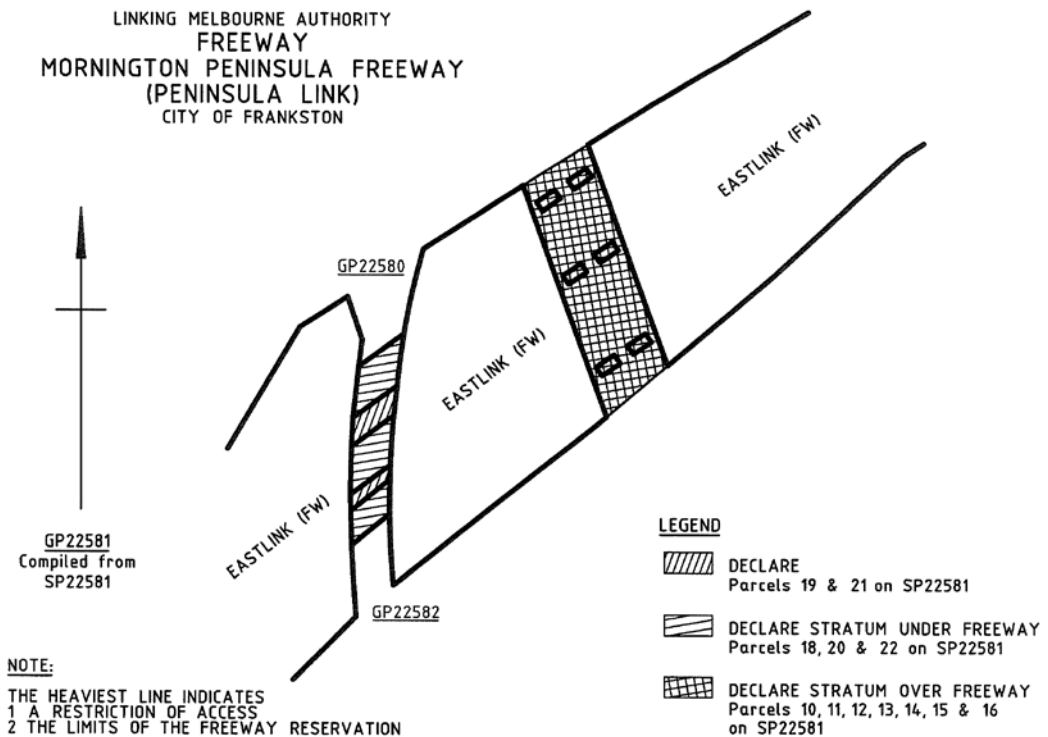 LINKING MELBOURNE AUTHORITY
FREEWAY
MORNINGTON PENINSULA FREEWAY
(PENINSULA LINK)
CITY OF FRANKSTON
EASTLINK (FW)
GP22580
EASTLINK (FW)
EASTLINK (FW)
GP22581
Compiled from
SP22581
GP22582
LEGEND
DECLARE
Parcels 19 & 21 on SP22581
DECLARE STRATUM UNDER FREEWAY
Parcels 18, 20 & 22 on SP22581
DECLARE STRATUM OVER FREEWAY
Parcels 10, 11, 12, 13, 14, 15 & 16
on SP22581
NOTE:
THE HEAVIEST LINE INDICATES
1 A RESTRICTION OF ACCESS
2 THE LIMITS OF THE FREEWAY RESERVATION